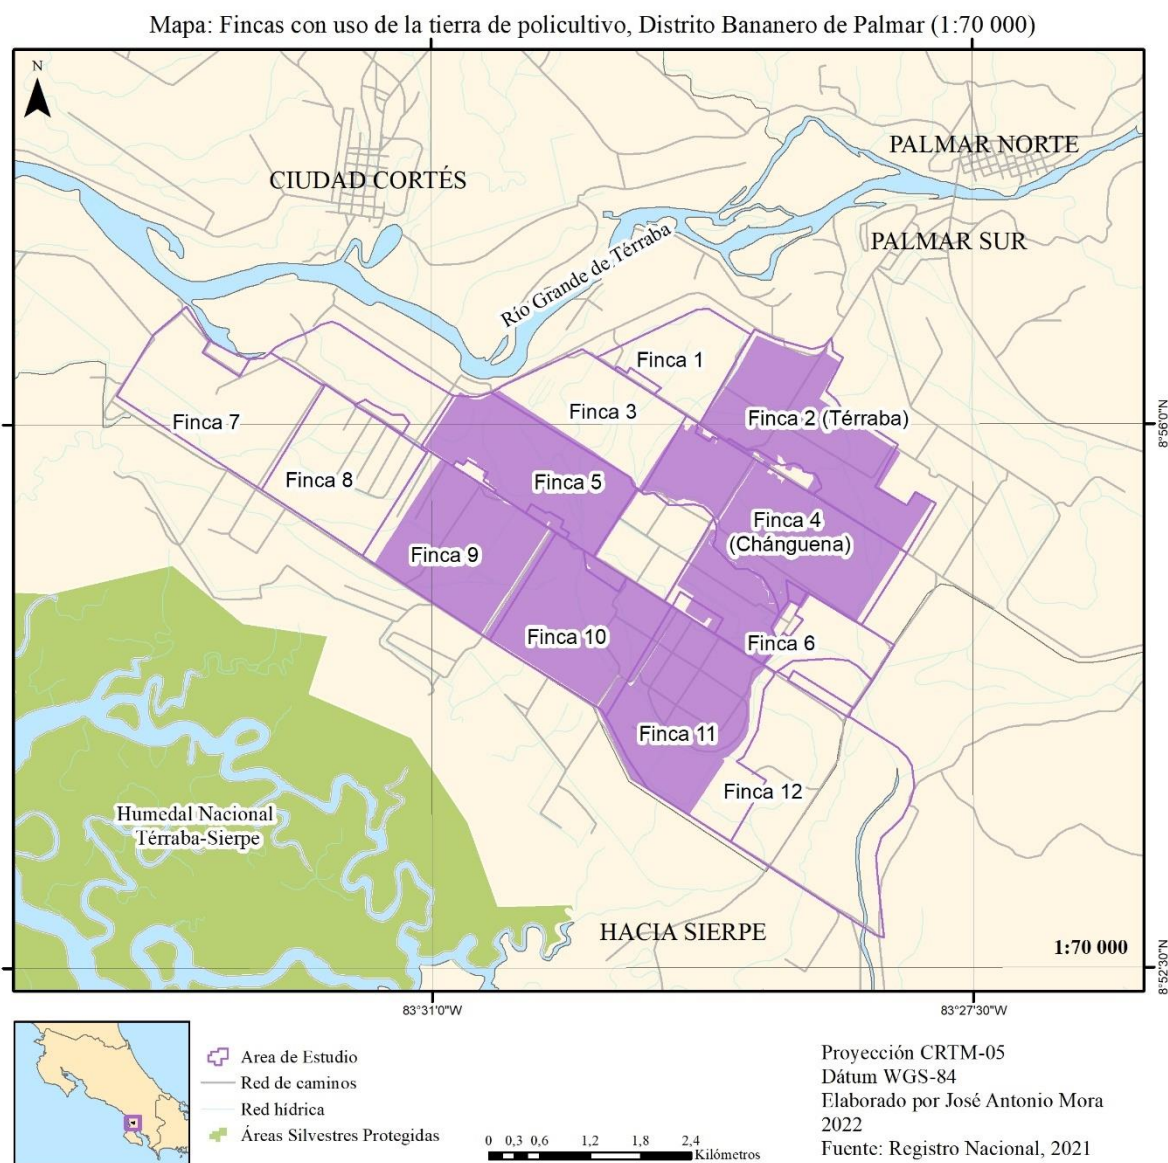 Mapa: Fincas con uso de la tierra de policultivo, Distrito Bananero de Palmar (1:70 000)
N
PALMAR NORTE
CIUDAD CORTÉS
PALMAR SUR
Río Grande de Térraba
Finca 1
Finca 3
Finca 2 (Térraba)
Finca 7
8°56'0"N
Finca 8
Finca 5
Finca 4
(Chánguena)
Finca 9
Finca 10
Finca 6
Finca 11
Finca 12
Humedal Nacional
Térraba-Sierpe
HACIA SIERPE
1:70 000
8°52'30"N
83°31'0"W
83°27'30"W
Area de Estudio
Red de caminos
Red hídrica
Áreas Silvestres Protegidas
0 0,3 0,6 1,2 1,8 2,4
Kilómetros
Proyección CRTM-05
Dátum WGS-84
Elaborado por José Antonio Mora
2022
Fuente: Registro Nacional, 2021